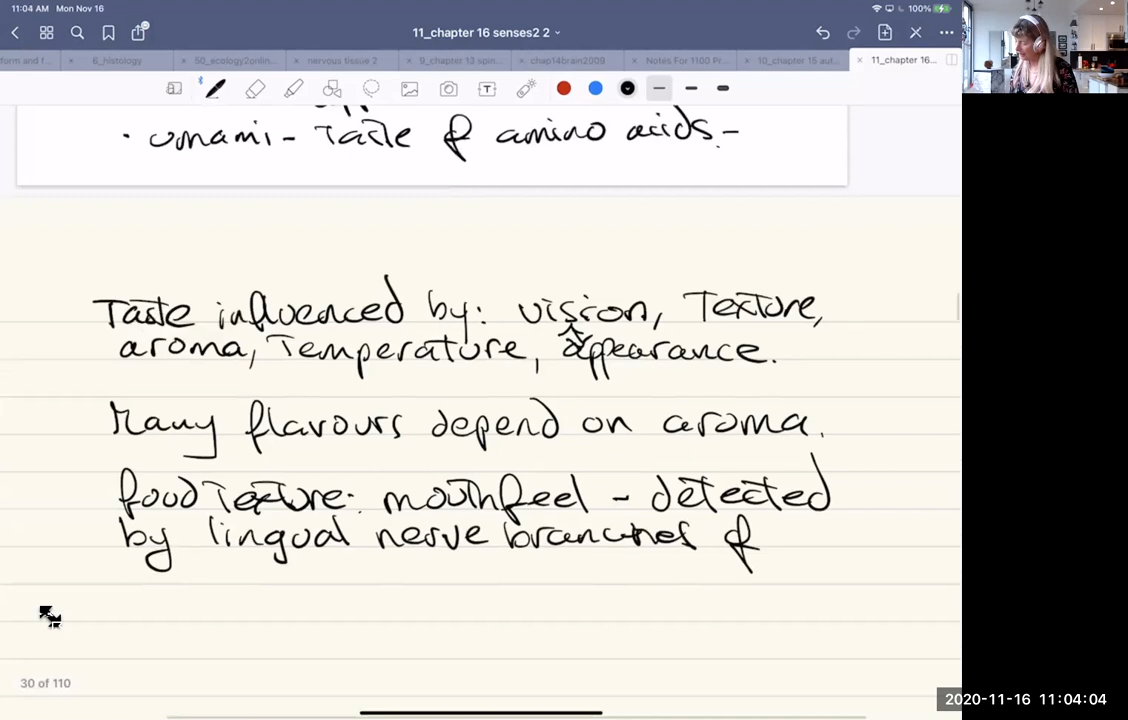 11:04 AM Mon Nov 16
100%
11_chapter 16 senses2 2
form and f...
6_histology
50_ecology2onlin...
nervous tissue 2
9_chapter 13 spin...
chap14brain2009
Notes For 1100 Pr...
10_chapter 15 aut...
11_chapter 16...
· umami - Taste of amino acids -
Taste influenced by: vision, Texture,
aroma, Temperature, appearance.
Many flavours depend on aroma.
food Texture: mouthfeel - detected
by lingual nerve branches of
30 of 110
2020-11-16 11:04:04